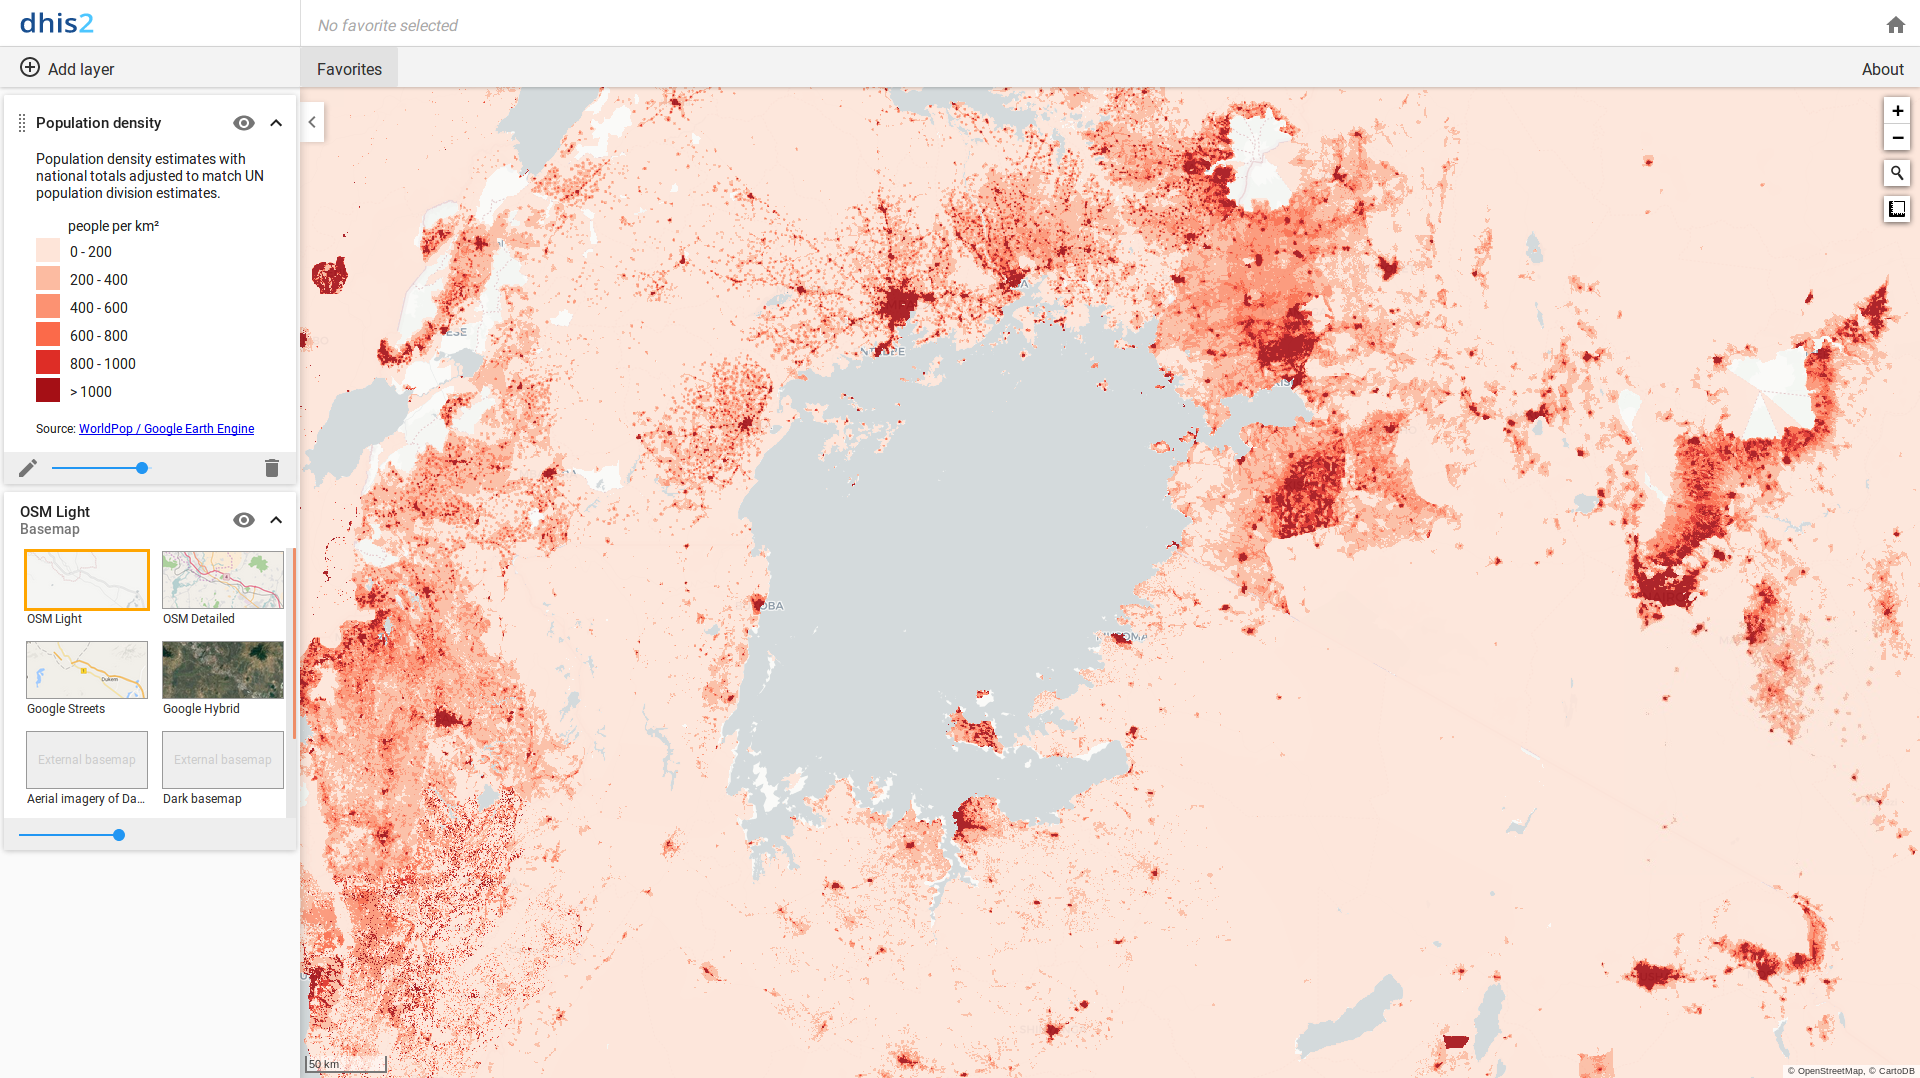 dhis2
No favorite selected
Add layer
Favorites
About
Population density
Population density estimates with
national totals adjusted to match UN
population division estimates.
people per km²
0 - 200
200 - 400
400 - 600
600 - 800
800 - 1000
> 1000
Source: WorldPop / Google Earth Engine
OSM Light
Basemap
OSM Light
OSM Detailed
Dukem
Google Streets
Google Hybrid
External basemap
External basemap
Aerial imagery of Da...
Dark basemap
+
−
50 km
© OpenStreetMap, © CartoDB